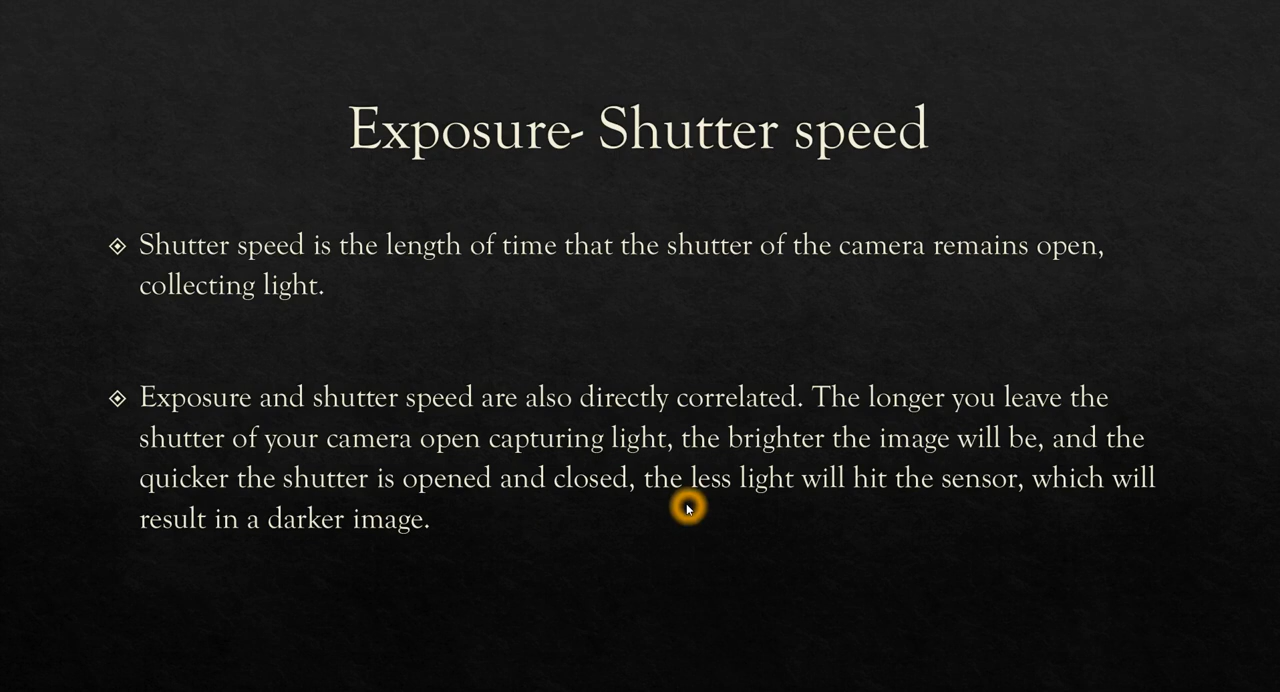 Exposure- Shutter speed
Shutter speed is the length of time that the shutter of the camera remains open,
collecting light.
Exposure and shutter speed are also directly correlated. The longer you leave the
shutter of your camera open capturing light, the brighter the image will be, and the
quicker the shutter is opened and closed, the less light will hit the sensor, which will
result in a darker image.